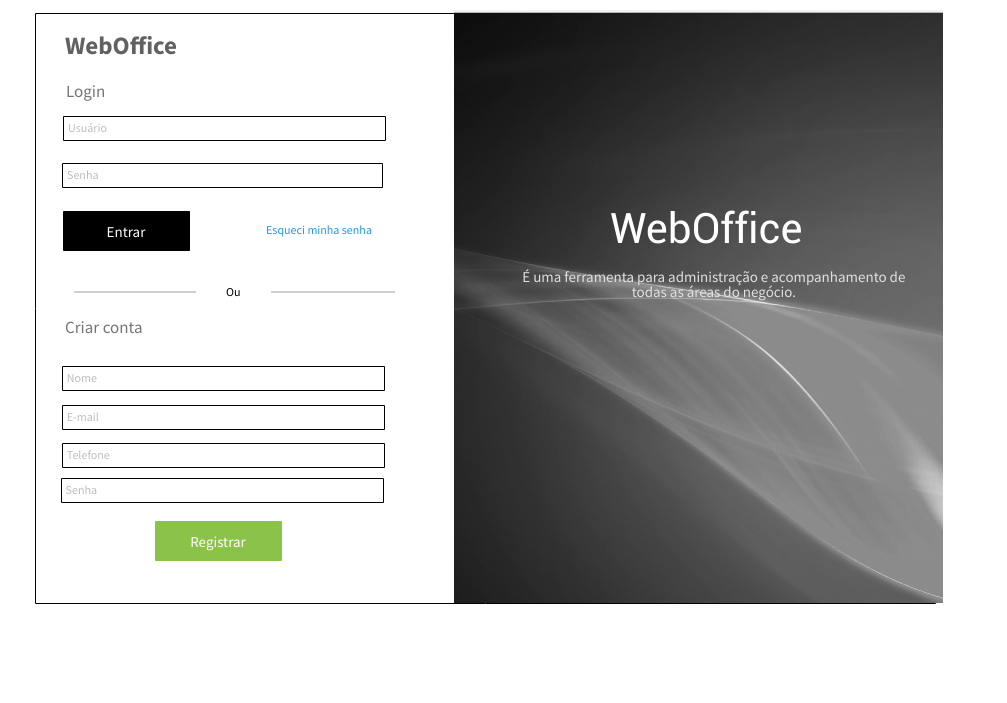 WebOffice
Login
Usuário
Senha
Entrar
Esqueci minha senha
Ou
Criar conta
Nome
E-mail
Telefone
Senha
Registrar
WebOffice
É uma ferramenta para administração e acompanhamento de
todas as áreas do negócio.